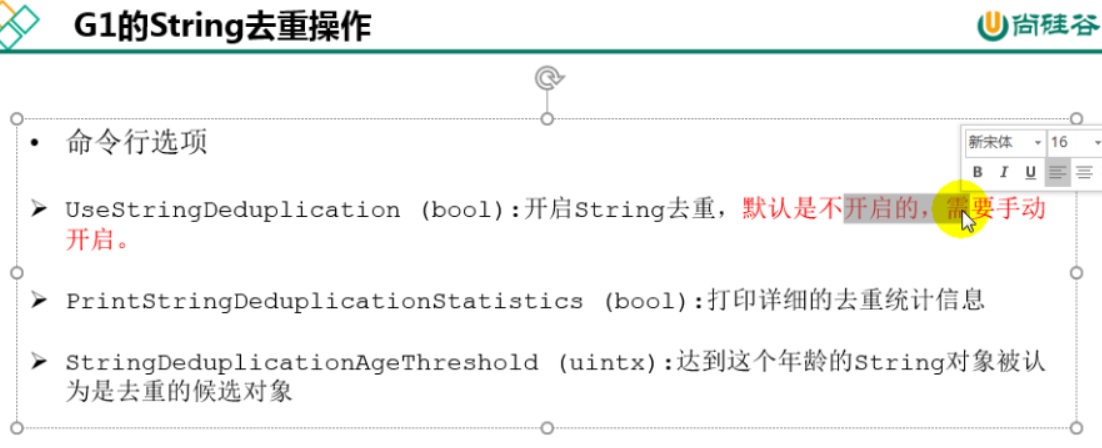 G1的String去重操作
尚硅谷
• 命令行选项
新宋体 16
B I U
➢ UseStringDeduplication (bool):开启String去重，默认是不开启的，需要手动
开启。
➢ PrintStringDeduplicationStatistics (bool):打印详细的去重统计信息
➢ StringDeduplicationAgeThreshold (uintx):达到这个年龄的String对象被认
为是去重的候选对象